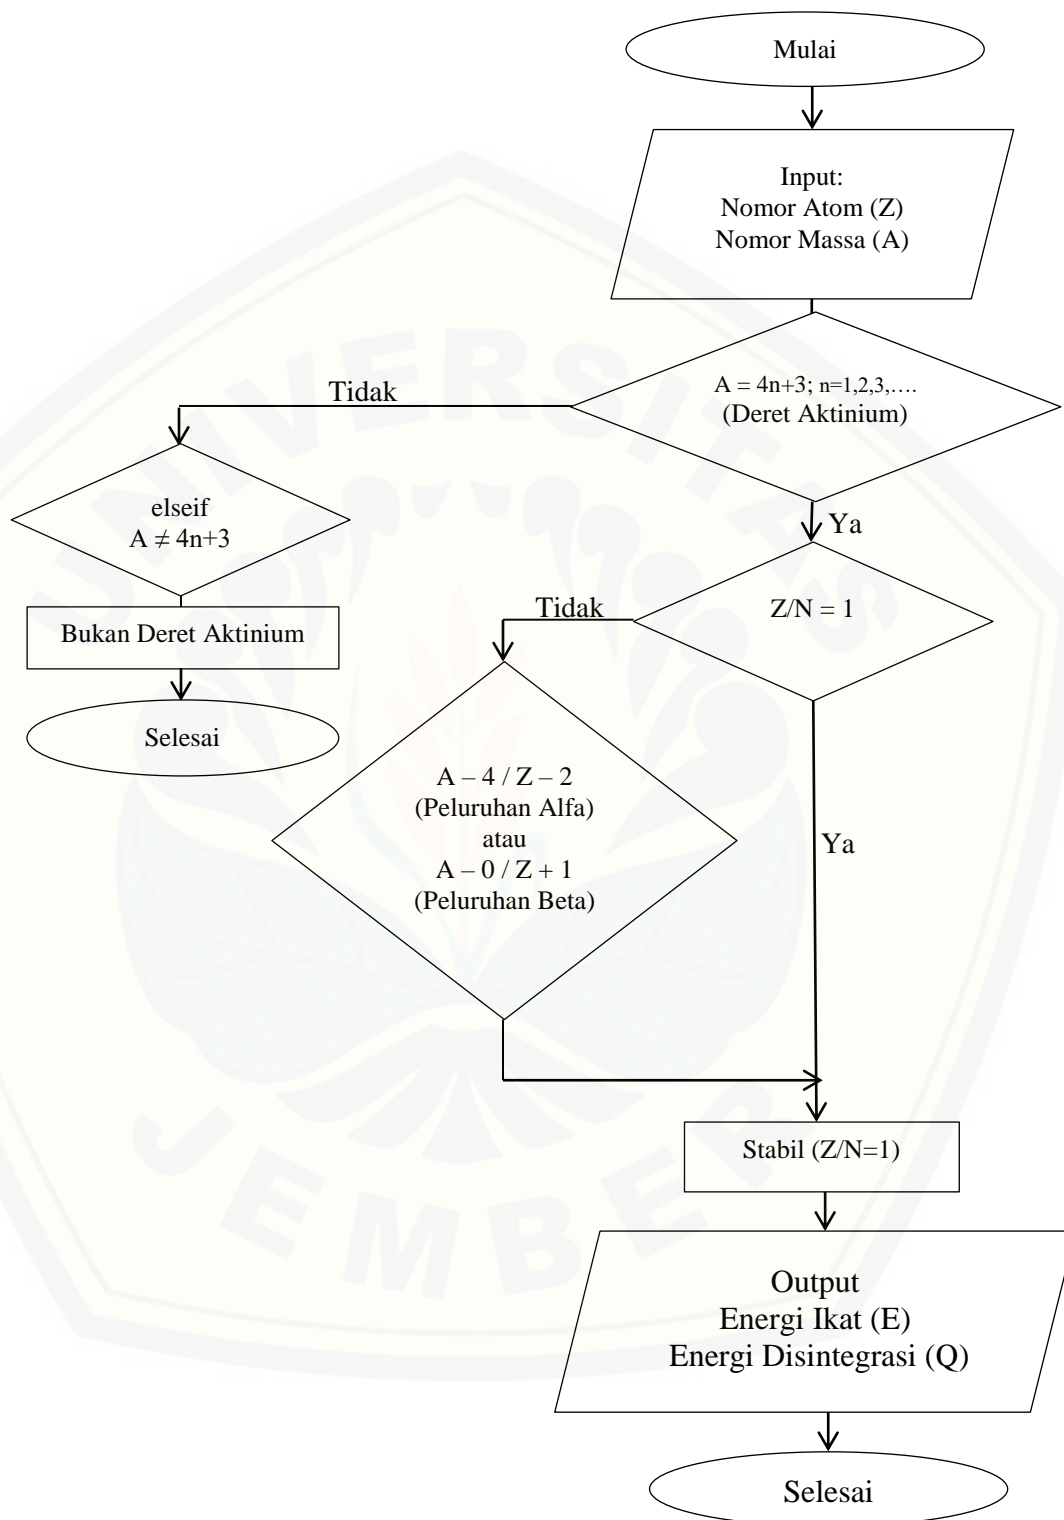 Mulai
Input:
Nomor Atom (Z)
Nomor Massa (A)
A = 4n+3; n=1,2,3,….
(Deret Aktinium)
Tidak
elseif
A ≠ 4n+3
Ya
Bukan Deret Aktinium
Tidak
Z/N = 1
Selesai
A – 4 / Z – 2
(Peluruhan Alfa)
atau
A – 0 / Z + 1
(Peluruhan Beta)
Ya
Stabil (Z/N=1)
Output
Energi Ikat (E)
Energi Disintegrasi (Q)
Selesai
UNIVERSITAS
JEMBER